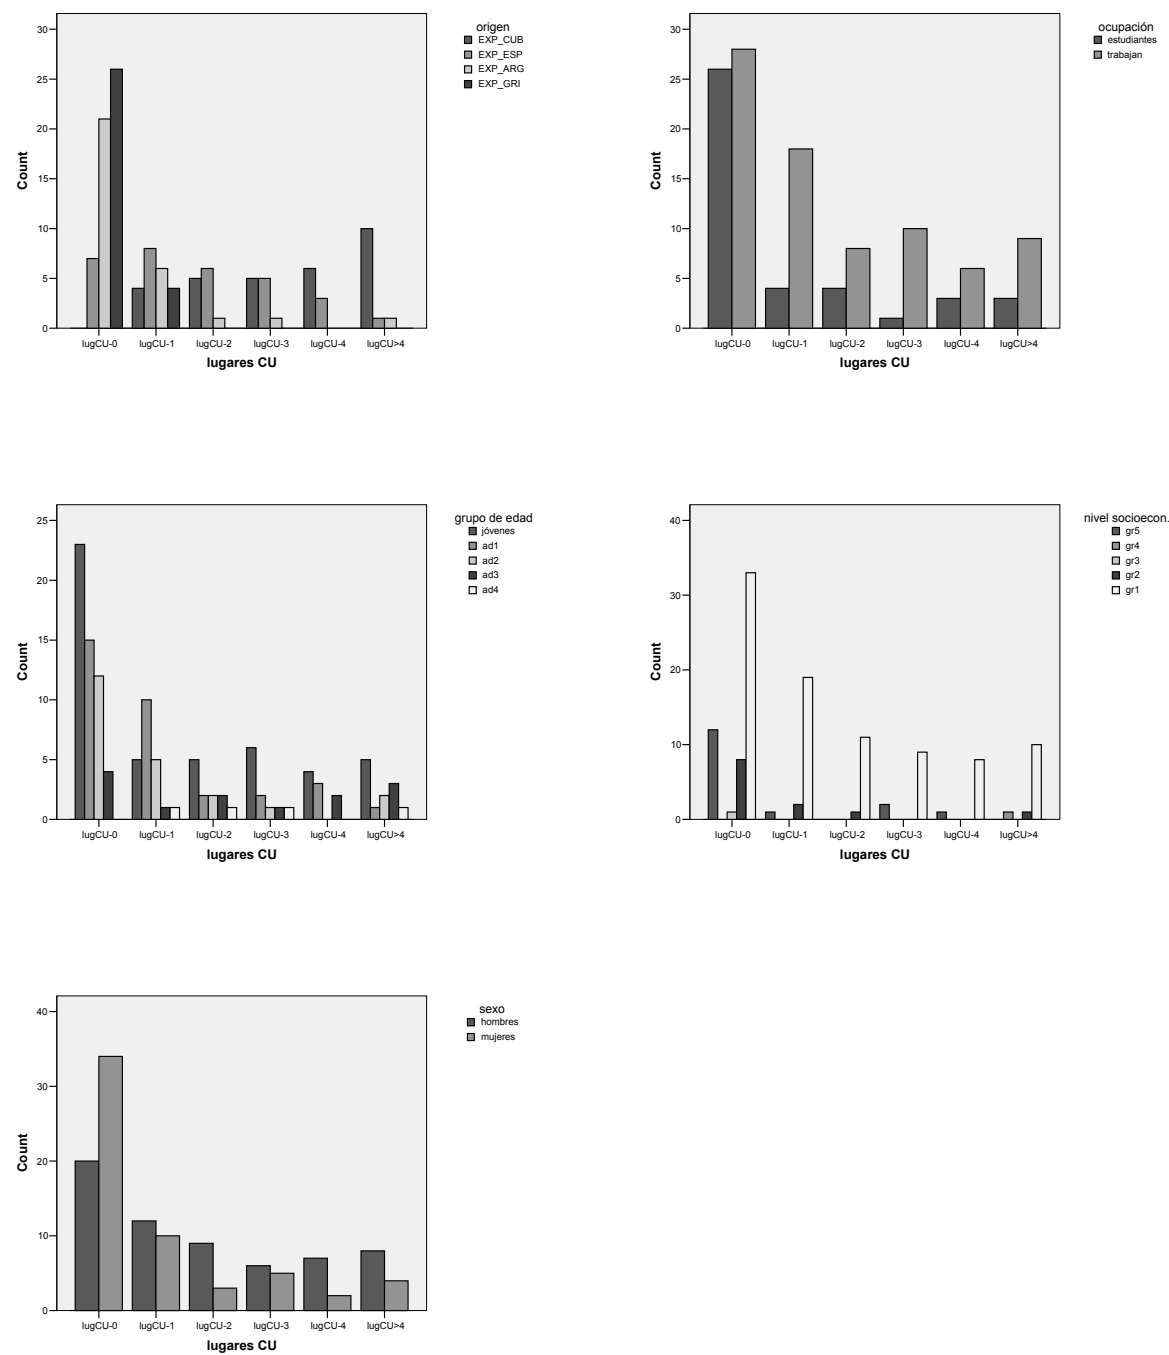 origen
EXP_CUB
EXP_ESP
EXP_ARG
EXP_GRI
30
25
20
15
10
5
0
Count
lugCU-0 lugCU-1 lugCU-2 lugCU-3 lugCU-4 lugCU>4
lugares CU
ocupación
estudiantes
trabajan
30
25
20
15
10
5
0
Count
lugCU-0 lugCU-1 lugCU-2 lugCU-3 lugCU-4 lugCU>4
lugares CU
grupo de edad
jóvenes
ad1
ad2
ad3
ad4
25
20
15
10
5
0
Count
lugCU-0 lugCU-1 lugCU-2 lugCU-3 lugCU-4 lugCU>4
lugares CU
nivel socioecon.
gr5
gr4
gr3
gr2
gr1
40
30
20
10
0
Count
lugCU-0 lugCU-1 lugCU-2 lugCU-3 lugCU-4 lugCU>4
lugares CU
sexo
hombres
mujeres
40
30
20
10
0
Count
lugCU-0 lugCU-1 lugCU-2 lugCU-3 lugCU-4 lugCU>4
lugares CU